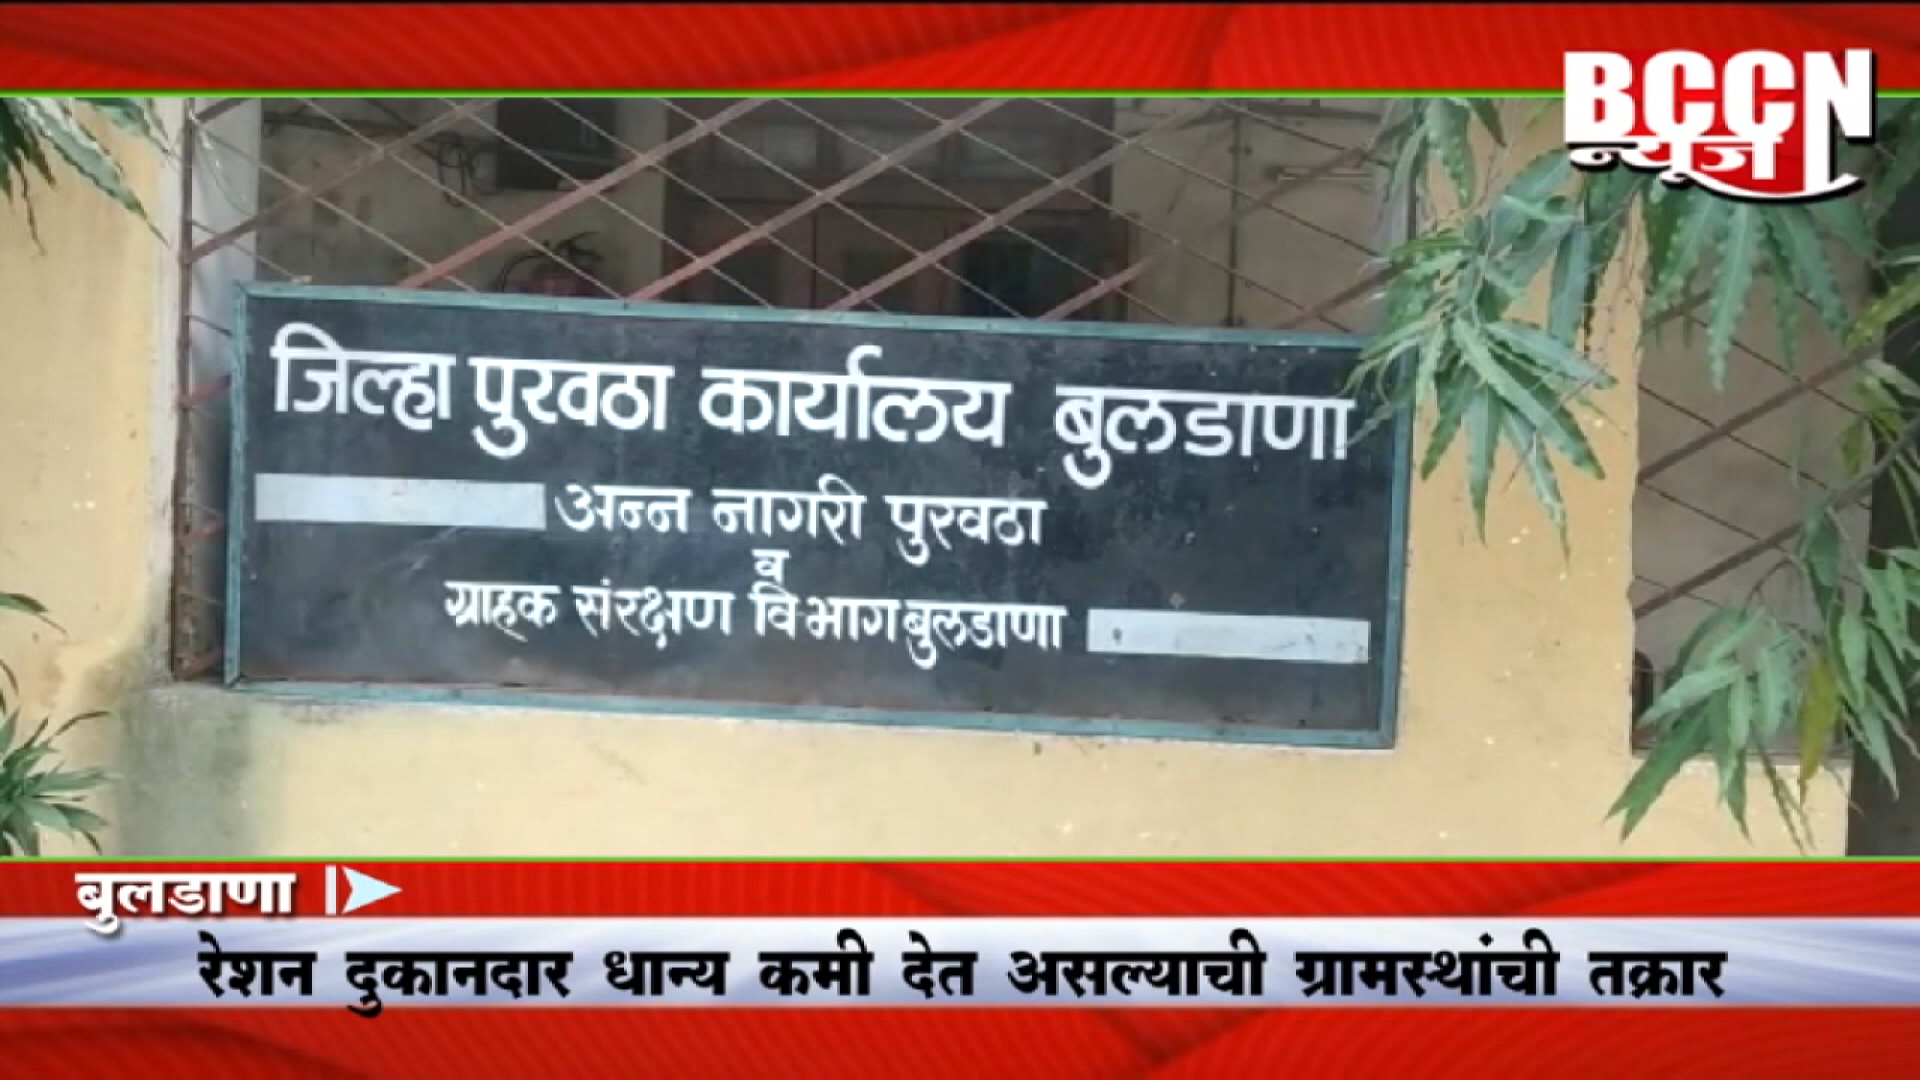 BCCN
न्यूज
जिल्हा पुरवठा कार्यालय बुलडाणा
अन्न नागरी पुरवठा
व
ग्राहक संरक्षण विभाग बुलडाणा
बुलडाणा
रेशन दुकानदार धान्य कमी देत असल्याची ग्रामस्थांची तक्रार